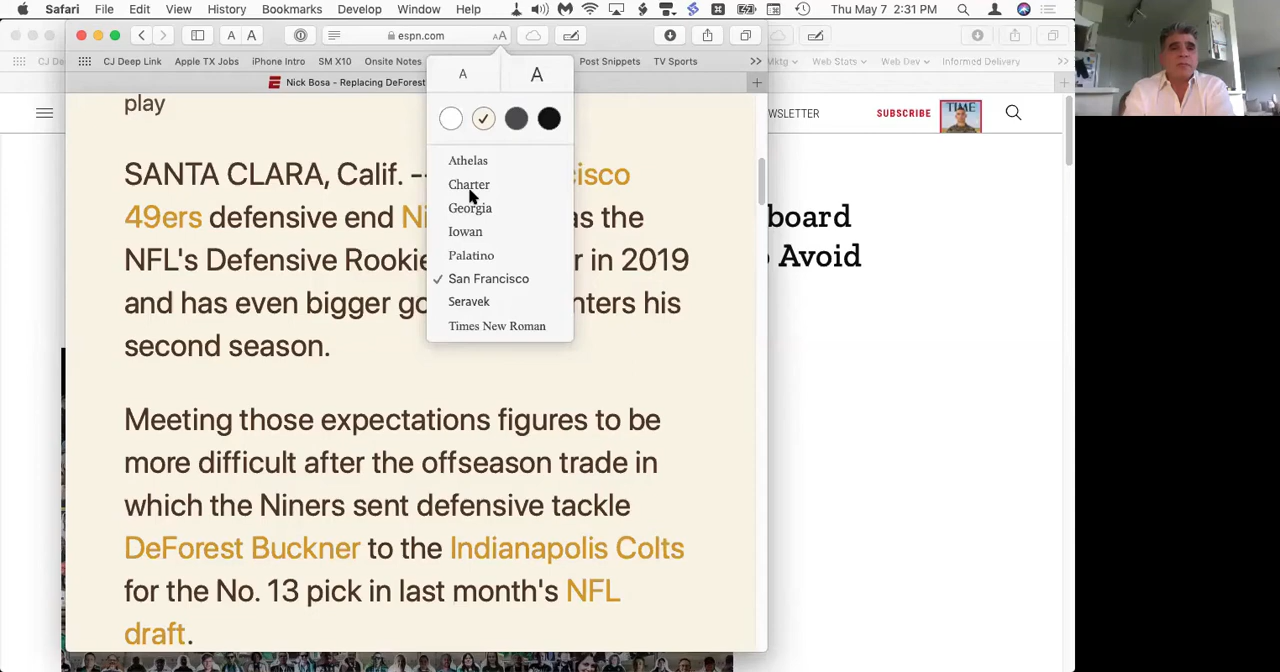 Safari File Edit View History Bookmarks Develop Window Help Thu May 7 2:31 PM
A A espn.com AA
CJ De CJ Deep Link Apple TX Jobs iPhone Intro SM X10 Onsite Notes Post Snippets TV Sports >> Mktg Web Stats Web Dev Informed Delivery >>
Nick Bosa - Replacing DeForest +
A A
NEWSLETTER SUBSCRIBE TIME
play
SANTA CLARA, Calif. -- cisco
49ers defensive end Ni as the
NFL's Defensive Rookie r in 2019
and has even bigger go nters his
second season.
Athelas
Charter
Georgia
Iowan
Palatino
✓ San Francisco
Seravek
Times New Roman
board
Avoid
Meeting those expectations figures to be
more difficult after the offseason trade in
which the Niners sent defensive tackle
DeForest Buckner to the Indianapolis Colts
for the No. 13 pick in last month's NFL
draft.